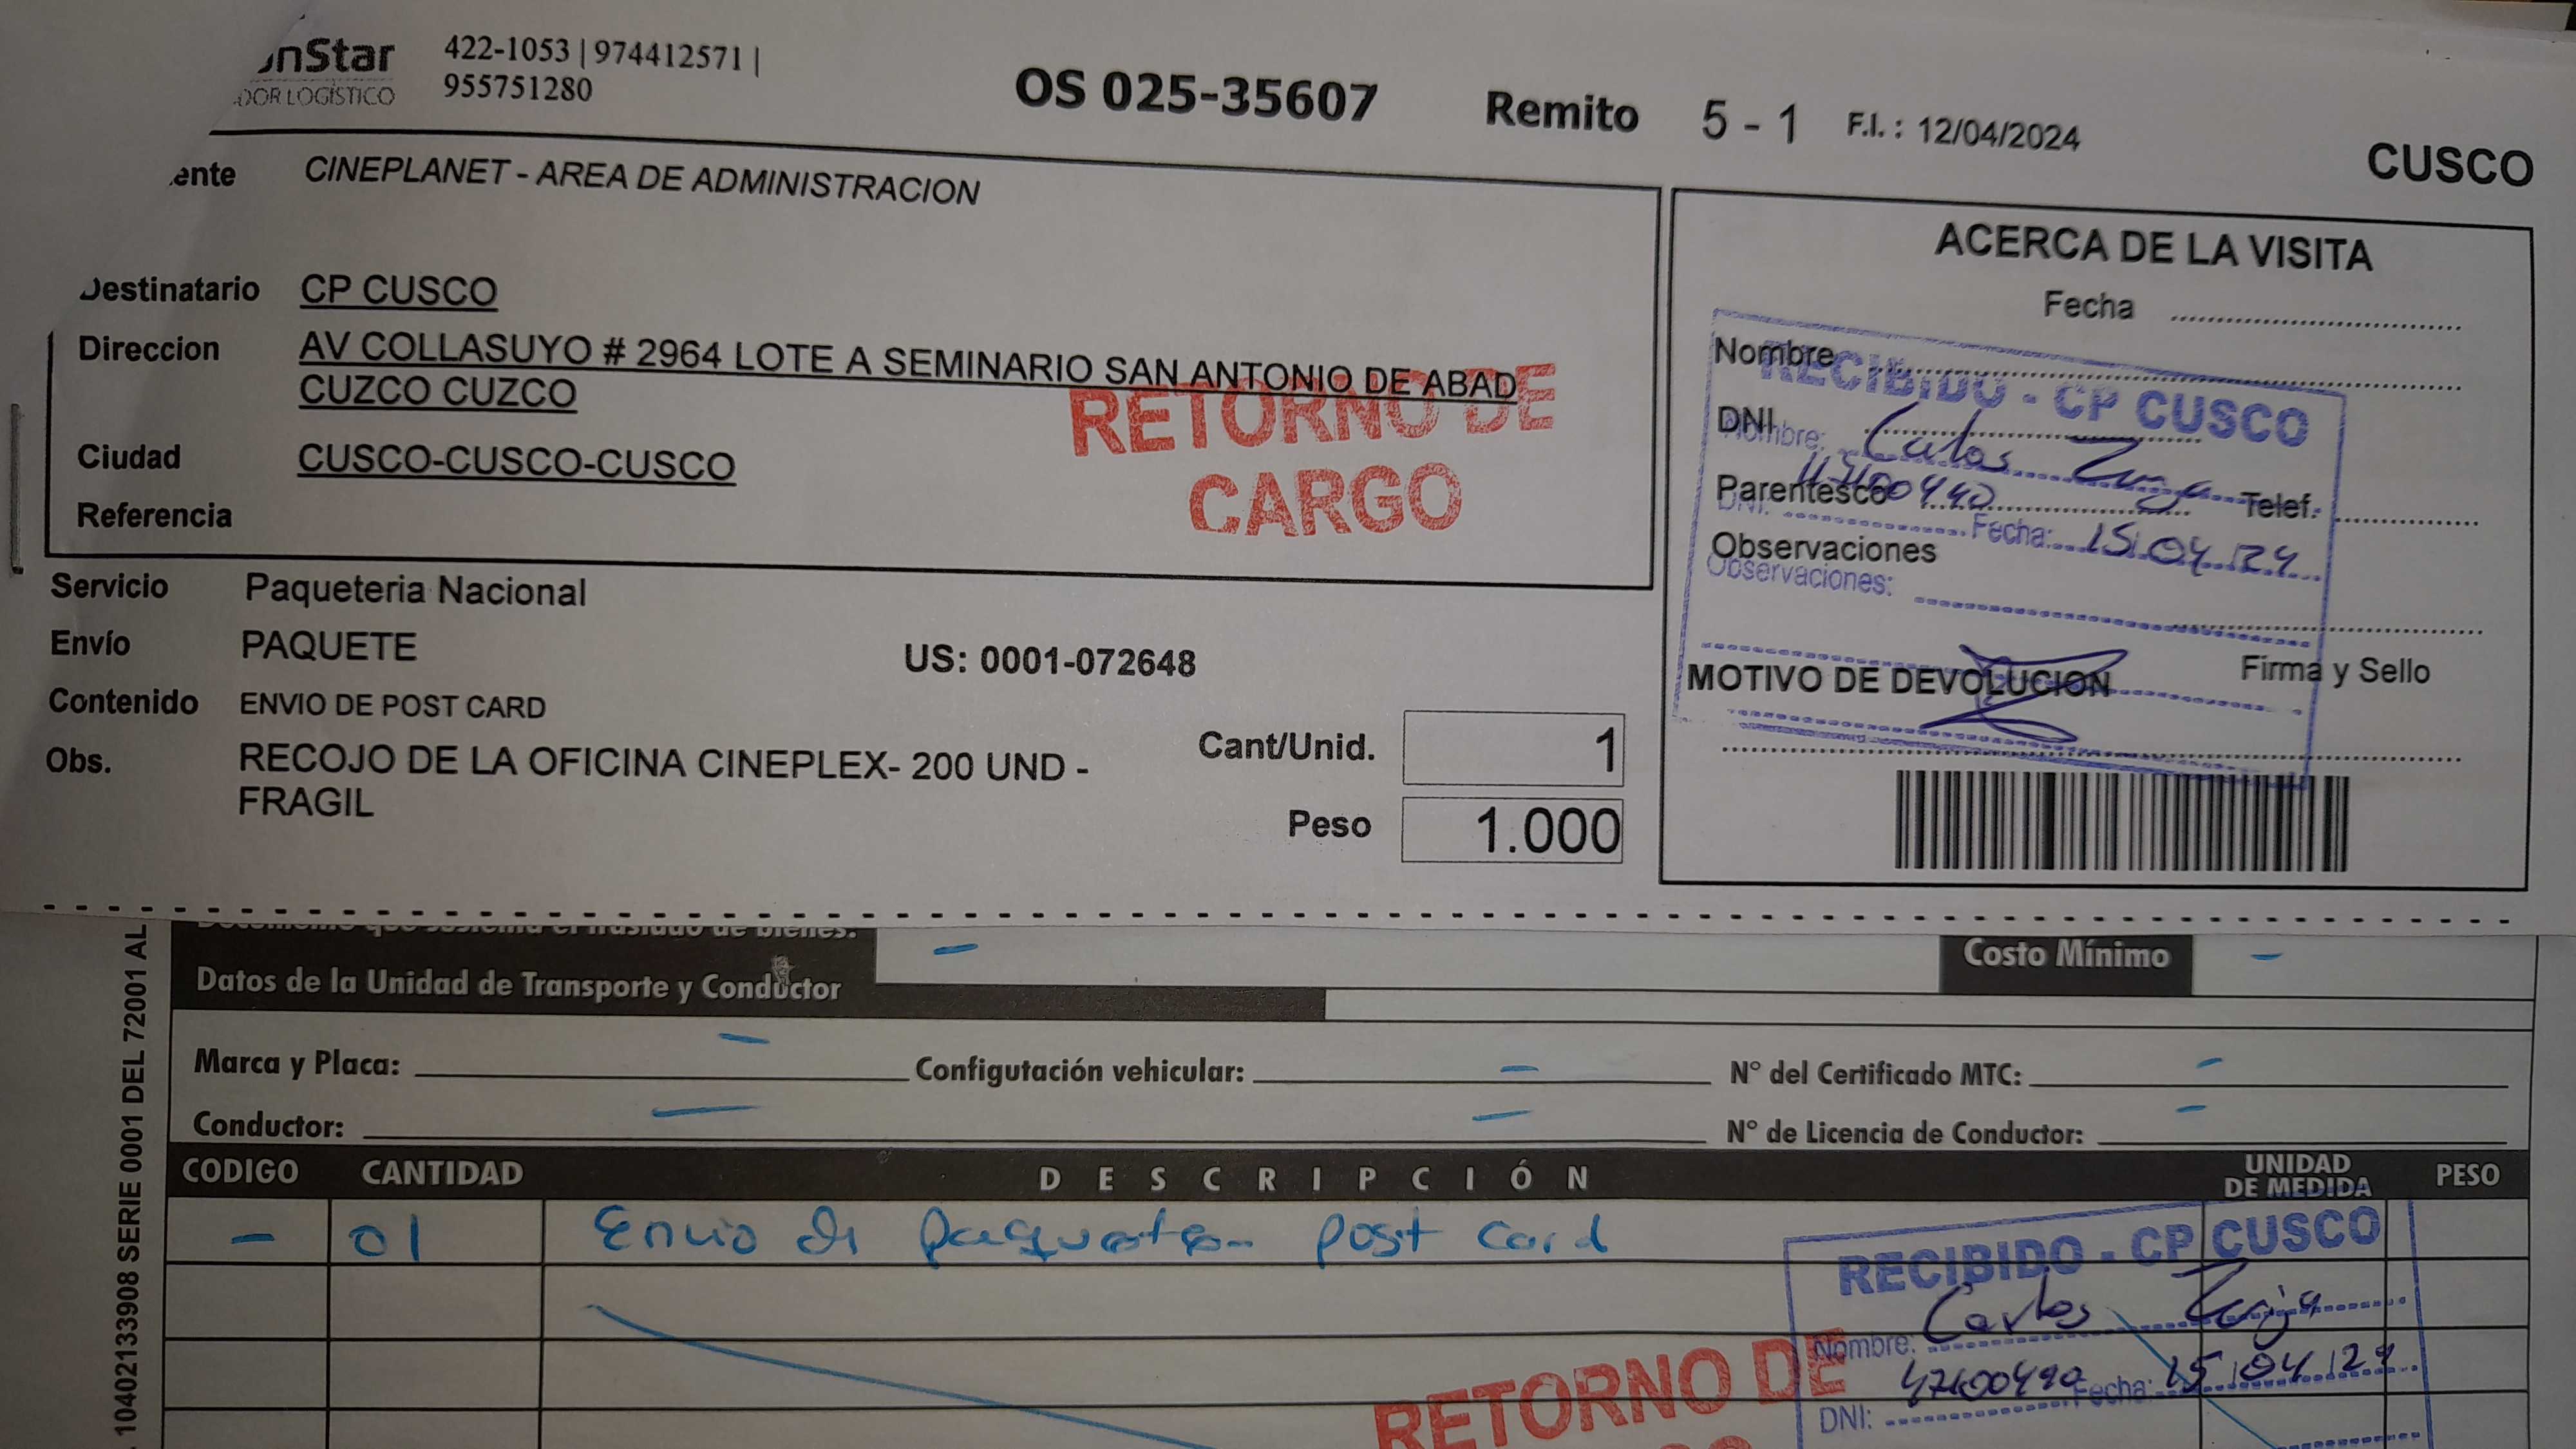 nStar
422-1053 | 974412571 |
955751280
DOR LOGÍSTICO
OS 025-35607 Remito 5 - 1 F.I. : 12/04/2024
CUSCO
ente CINEPLANET - AREA DE ADMINISTRACION
Destinatario CP CUSCO
Direccion AV COLLASUYO # 2964 LOTE A SEMINARIO SAN ANTONIO DE ABAD
CUZCO CUZCO
Ciudad CUSCO-CUSCO-CUSCO
Referencia
RETORNO DE
CARGO
Servicio Paqueteria Nacional
Envío PAQUETE
US: 0001-072648
Contenido ENVIO DE POST CARD
Obs. RECOJO DE LA OFICINA CINEPLEX- 200 UND -
FRAGIL
Cant/Unid. 1
Peso 1.000
ACERCA DE LA VISITA
Fecha
Nombre
DNI
Parentesco Telef.
Observaciones
Firma y Sello
MOTIVO DE DEVOLUCION
RECIBIDO - CP CUSCO
Nombre: Carlos
DNI: Fecha: 15.04.24
Observaciones:
Costo Mínimo -
Datos de la Unidad de Transporte y Conductor
Marca y Placa: - Configutación vehicular: - N° del Certificado MTC: -
Conductor: - - N° de Licencia de Conductor: -
CODIGO CANTIDAD DESCRIPCIÓN UNIDAD DE MEDIDA PESO
- 01 Envio de paquete - post card
RECIBIDO - CP CUSCO
Nombre: Carlos
DNI: Fecha: 15.04.24
RETORNO DE
10402133908 SERIE 0001 DEL 72001 AL